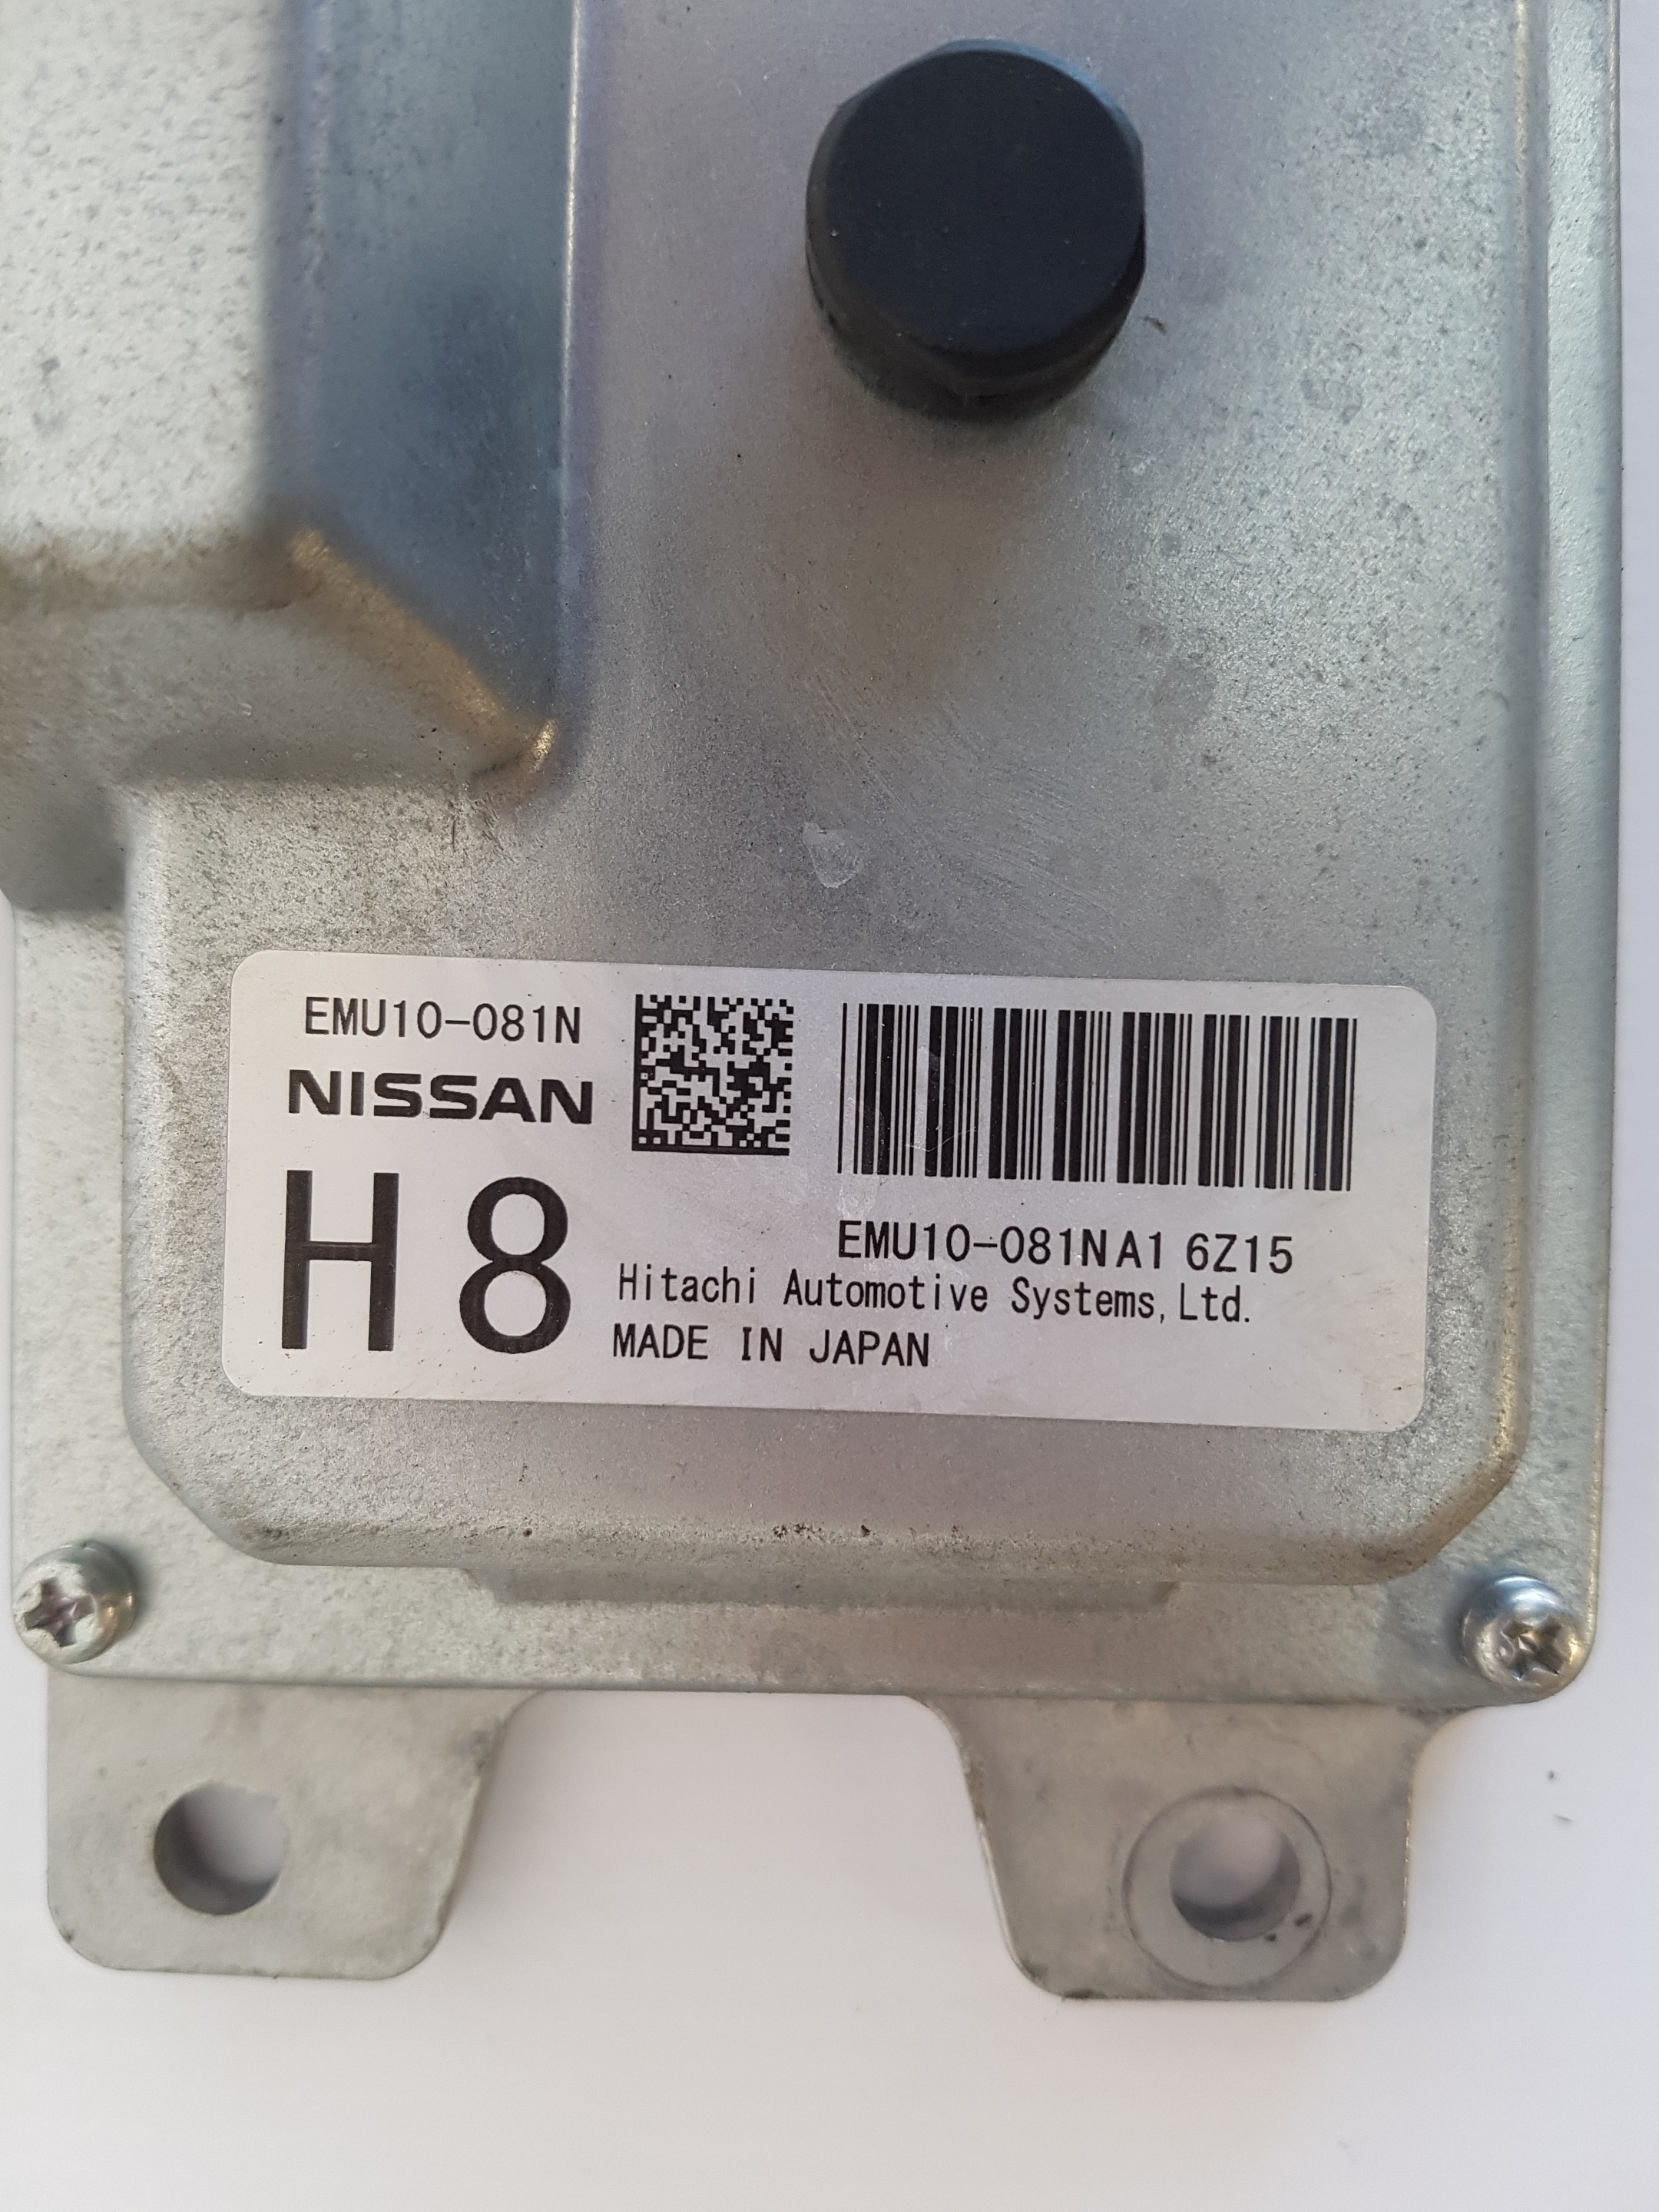 EMU10-081N
NISSAN
H8
EMU10-081NA1 6Z15
Hitachi Automotive Systems,Ltd.
MADE IN JAPAN